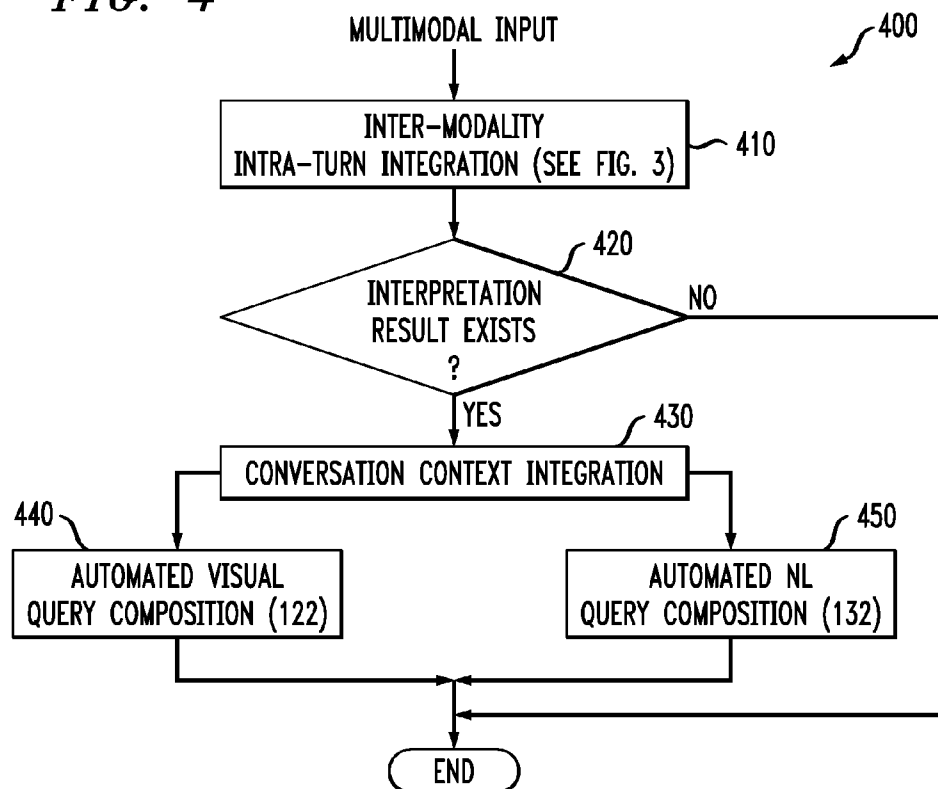 FIG. 4
MULTIMODAL INPUT
400
INTER-MODALITY
INTRA-TURN INTEGRATION (SEE FIG. 3)
410
420
INTERPRETATION
RESULT EXISTS
?
NO
YES
430
CONVERSATION CONTEXT INTEGRATION
440
450
AUTOMATED VISUAL
QUERY COMPOSITION (122)
AUTOMATED NL
QUERY COMPOSITION (132)
END